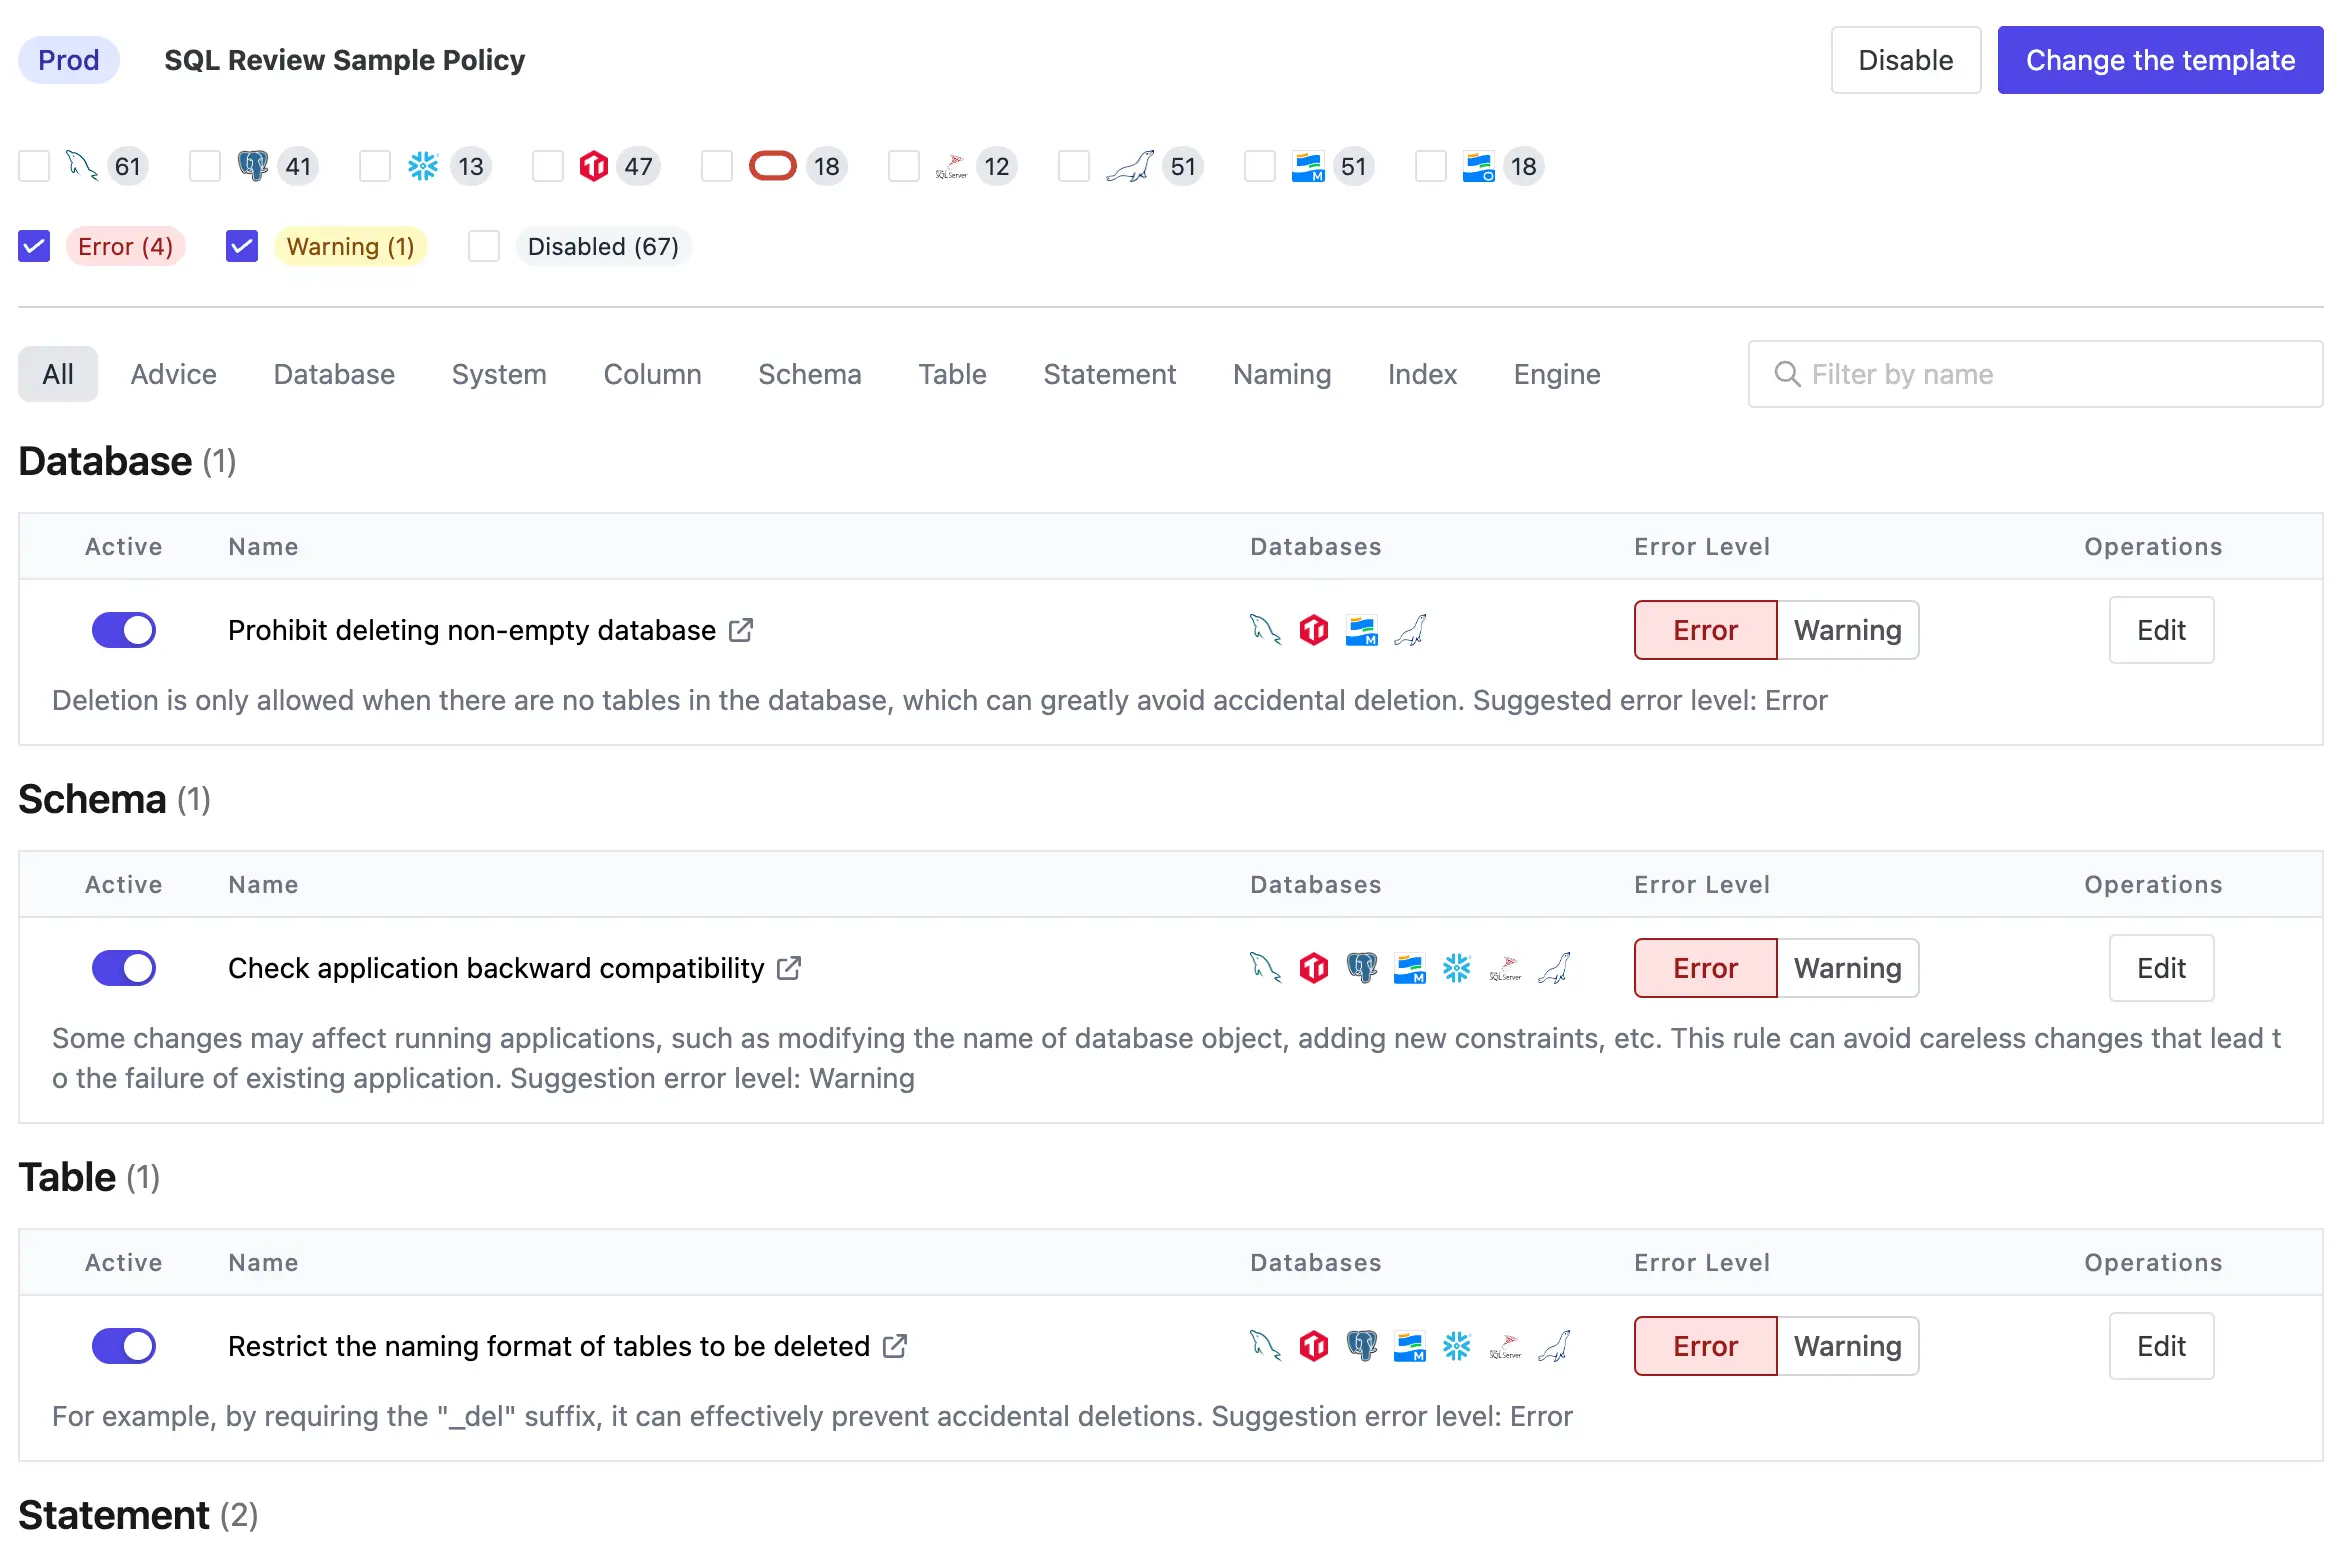 Prod SQL Review Sample Policy Disable Change the template
61 41 13 47 18 SQL Server 12 51 M 51 O 18
Error (4) Warning (1) Disabled (67)
All Advice Database System Column Schema Table Statement Naming Index Engine Filter by name
Database (1)
Active Name Databases Error Level Operations
Prohibit deleting non-empty database M Error Warning Edit
Deletion is only allowed when there are no tables in the database, which can greatly avoid accidental deletion. Suggested error level: Error
Schema (1)
Active Name Databases Error Level Operations
Check application backward compatibility M SQL Server Error Warning Edit
Some changes may affect running applications, such as modifying the name of database object, adding new constraints, etc. This rule can avoid careless changes that lead t
o the failure of existing application. Suggestion error level: Warning
Table (1)
Active Name Databases Error Level Operations
Restrict the naming format of tables to be deleted M SQL Server Error Warning Edit
For example, by requiring the "_del" suffix, it can effectively prevent accidental deletions. Suggestion error level: Error
Statement (2)